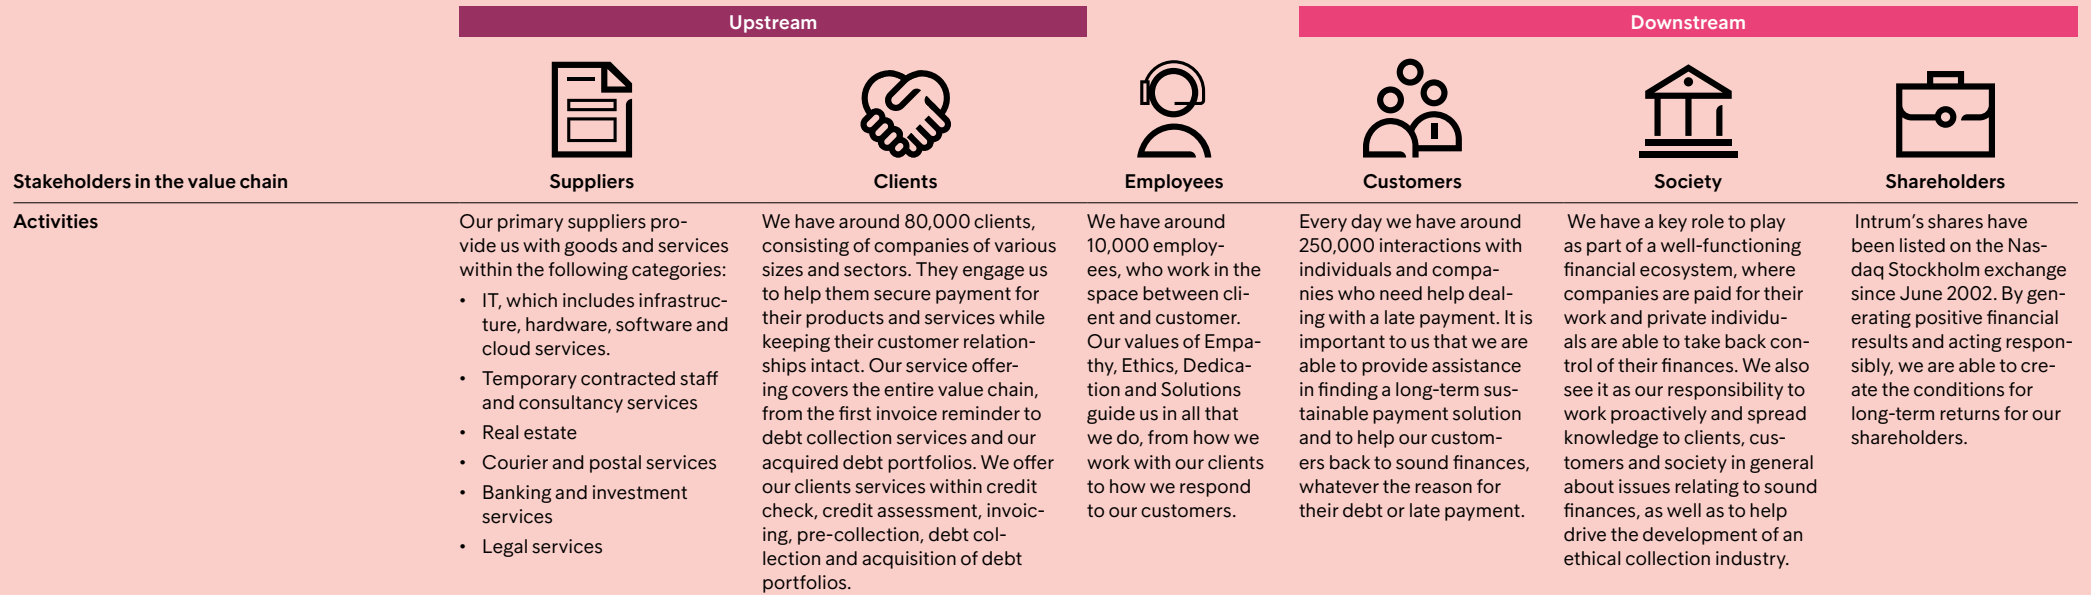 Upstream
Downstream
Stakeholders in the value chain
Suppliers
Clients
Employees
Customers
Society
Shareholders
Activities
Our primary suppliers pro-
vide us with goods and services
within the following categories:
• IT, which includes infrastruc-
ture, hardware, software and
cloud services.
• Temporary contracted staff
and consultancy services
• Real estate
• Courier and postal services
• Banking and investment
services
• Legal services
We have around 80,000 clients,
consisting of companies of various
sizes and sectors. They engage us
to help them secure payment for
their products and services while
keeping their customer relation-
ships intact. Our service offer-
ing covers the entire value chain,
from the first invoice reminder to
debt collection services and our
acquired debt portfolios. We offer
our clients services within credit
check, credit assessment, invoic-
ing, pre-collection, debt col-
lection and acquisition of debt
portfolios.
We have around
10,000 employ-
ees, who work in the
space between cli-
ent and customer.
Our values of Empa-
thy, Ethics, Dedica-
tion and Solutions
guide us in all that
we do, from how we
work with our clients
to how we respond
to our customers.
Every day we have around
250,000 interactions with
individuals and compa-
nies who need help deal-
ing with a late payment. It is
important to us that we are
able to provide assistance
in finding a long-term sus-
tainable payment solution
and to help our custom-
ers back to sound finances,
whatever the reason for
their debt or late payment.
We have a key role to play
as part of a well-functioning
financial ecosystem, where
companies are paid for their
work and private individu-
als are able to take back con-
trol of their finances. We also
see it as our responsibility to
work proactively and spread
knowledge to clients, cus-
tomers and society in general
about issues relating to sound
finances, as well as to help
drive the development of an
ethical collection industry.
Intrum's shares have
been listed on the Nas-
daq Stockholm exchange
since June 2002. By gen-
erating positive financial
results and acting respon-
sibly, we are able to cre-
ate the conditions for
long-term returns for our
shareholders.